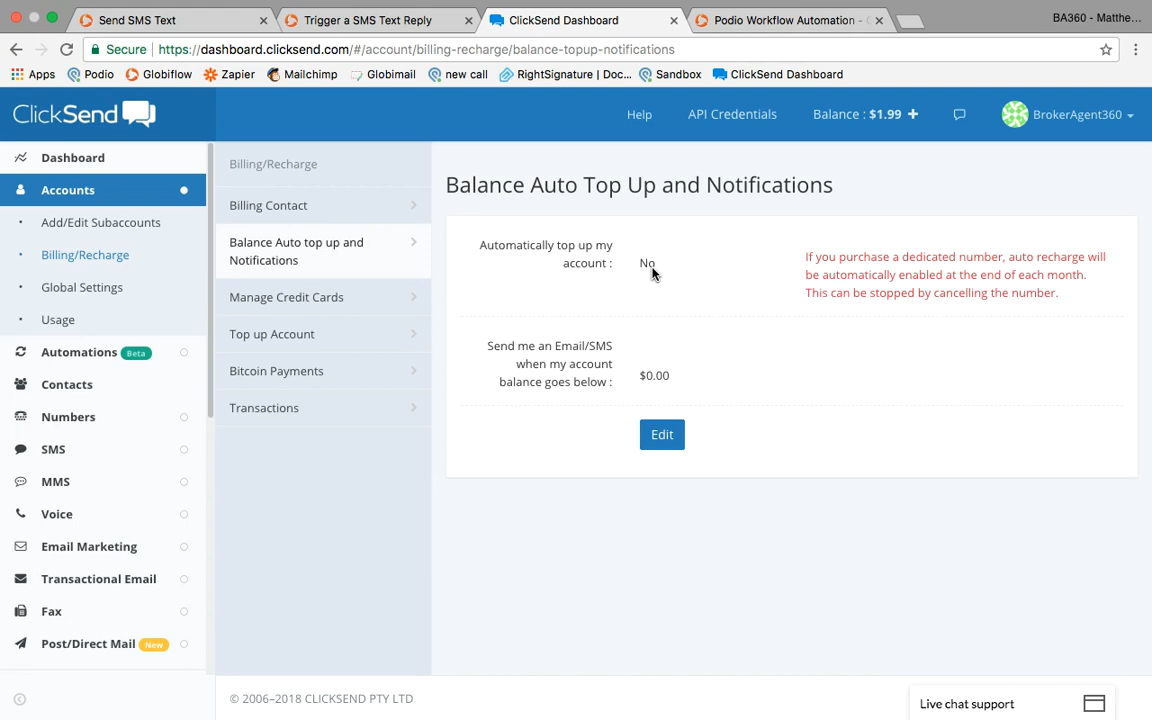 Send SMS Text
Trigger a SMS Text Reply
ClickSend Dashboard
Podio Workflow Automation - G
BA360 - Matthe...
Secure https://dashboard.clicksend.com/#/account/billing-recharge/balance-topup-notifications
Apps Podio Globiflow Zapier Mailchimp Globimail new call RightSignature | Doc... Sandbox ClickSend Dashboard
ClickSend
Help API Credentials Balance : $1.99 + BrokerAgent360
Dashboard
Accounts
Add/Edit Subaccounts
Billing/Recharge
Global Settings
Usage
Automations Beta
Contacts
Numbers
SMS
MMS
Voice
Email Marketing
Transactional Email
Fax
Post/Direct Mail New
Billing/Recharge
Billing Contact
Balance Auto top up and
Notifications
Manage Credit Cards
Top up Account
Bitcoin Payments
Transactions
Balance Auto Top Up and Notifications
Automatically top up my
account :
No
If you purchase a dedicated number, auto recharge will
be automatically enabled at the end of each month.
This can be stopped by cancelling the number.
Send me an Email/SMS
when my account
balance goes below :
$0.00
Edit
© 2006–2018 CLICKSEND PTY LTD
Live chat support